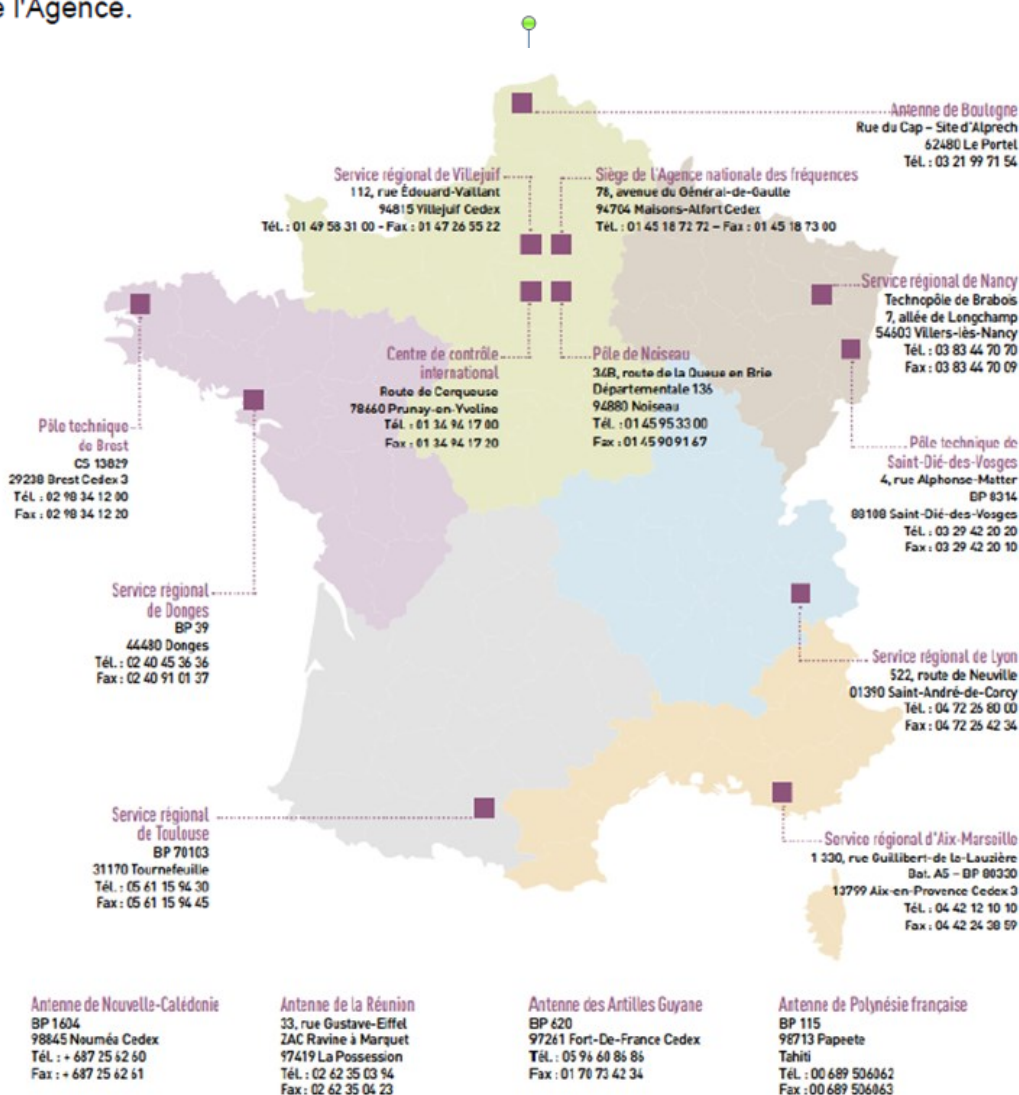 e l'Agence.
Antenne de Boulogne
Rue du Cap – Site d'Alprech
62480 Le Portel
Tél. : 03 21 99 71 54
Service régional de Villejuif
112, rue Édouard-Vaillant
94815 Villejuif Cedex
Tél. : 01 49 58 31 00 - Fax : 01 47 26 55 22
Siège de l'Agence nationale des fréquences
78, avenue du Général-de-Gaulle
94704 Maisons-Alfort Cedex
Tél. : 01 45 18 72 72 – Fax : 01 45 18 73 00
Service régional de Nancy
Technopôle de Brabois
7, allée de Longchamp
54603 Villers-lès-Nancy
Tél. : 03 83 44 70 70
Fax : 03 83 44 70 09
Centre de contrôle
international
Route de Cerqueuse
78660 Prunay-en-Yveline
Tél. : 01 34 94 17 00
Fax : 01 34 94 17 20
Pôle de Noiseau
34B, route de la Queue en Brie
Départementale 136
94880 Noiseau
Tél. : 01 45 95 33 00
Fax : 01 45 90 91 67
Pôle technique
de Brest
CS 13829
29238 Brest Cedex 3
Tél. : 02 98 34 12 00
Fax : 02 98 34 12 20
Pôle technique de
Saint-Dié-des-Vosges
4, rue Alphonse-Matter
BP 8314
88108 Saint-Dié-des-Vosges
Tél. : 03 29 42 20 20
Fax : 03 29 42 20 10
Service régional
de Donges
BP 39
44480 Donges
Tél. : 02 40 45 36 36
Fax : 02 40 91 01 37
Service régional de Lyon
522, route de Neuville
01390 Saint-André-de-Corcy
Tél. : 04 72 26 80 00
Fax : 04 72 26 42 34
Service régional
de Toulouse
BP 70103
31170 Tournefeuille
Tél. : 05 61 15 94 30
Fax : 05 61 15 94 45
Service régional d'Aix-Marseille
1 330, rue Guillibert-de la-Lauzière
Bat. A5 – BP 80330
13799 Aix-en-Provence Cedex 3
Tél. : 04 42 12 10 10
Fax : 04 42 24 38 59
Antenne de Nouvelle-Calédonie
BP 1604
98845 Nouméa Cedex
Tél. : + 687 25 62 60
Fax : + 687 25 62 61
Antenne de la Réunion
33, rue Gustave-Eiffel
ZAC Ravine à Marquet
97419 La Possession
Tél. : 02 62 35 03 94
Fax : 02 62 35 04 23
Antenne des Antilles Guyane
BP 620
97261 Fort-De-France Cedex
Tél. : 05 96 60 86 86
Fax : 01 70 73 42 34
Antenne de Polynésie française
BP 115
98713 Papeete
Tahiti
Tél. : 00 689 506062
Fax : 00 689 506063